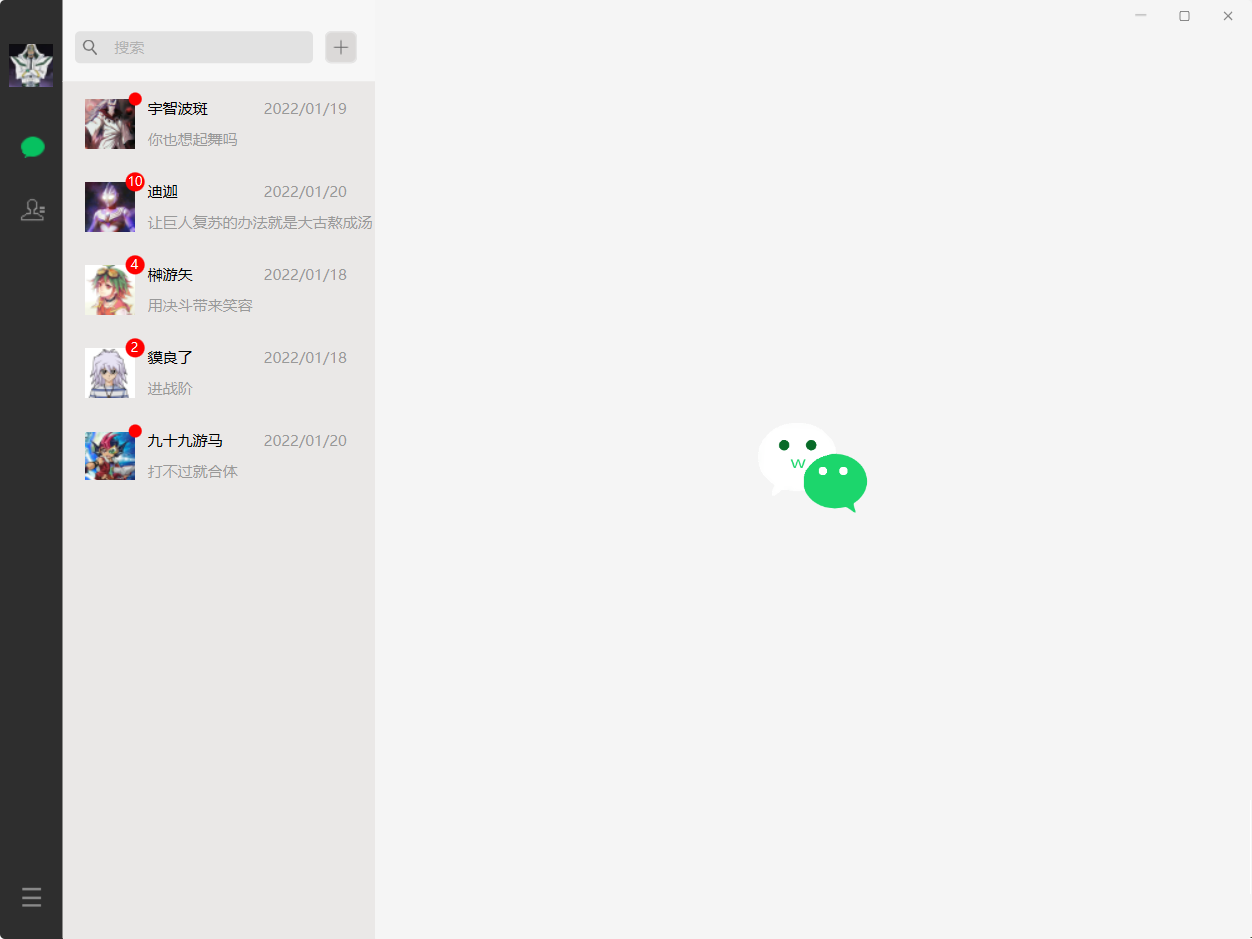 搜索
宇智波斑 2022/01/19
你也想起舞吗
10
迪迦 2022/01/20
让巨人复苏的办法就是大古熬成汤
4
榊游矢 2022/01/18
用决斗带来笑容
2
貘良了 2022/01/18
进战阶
九十九游马 2022/01/20
打不过就合体
w